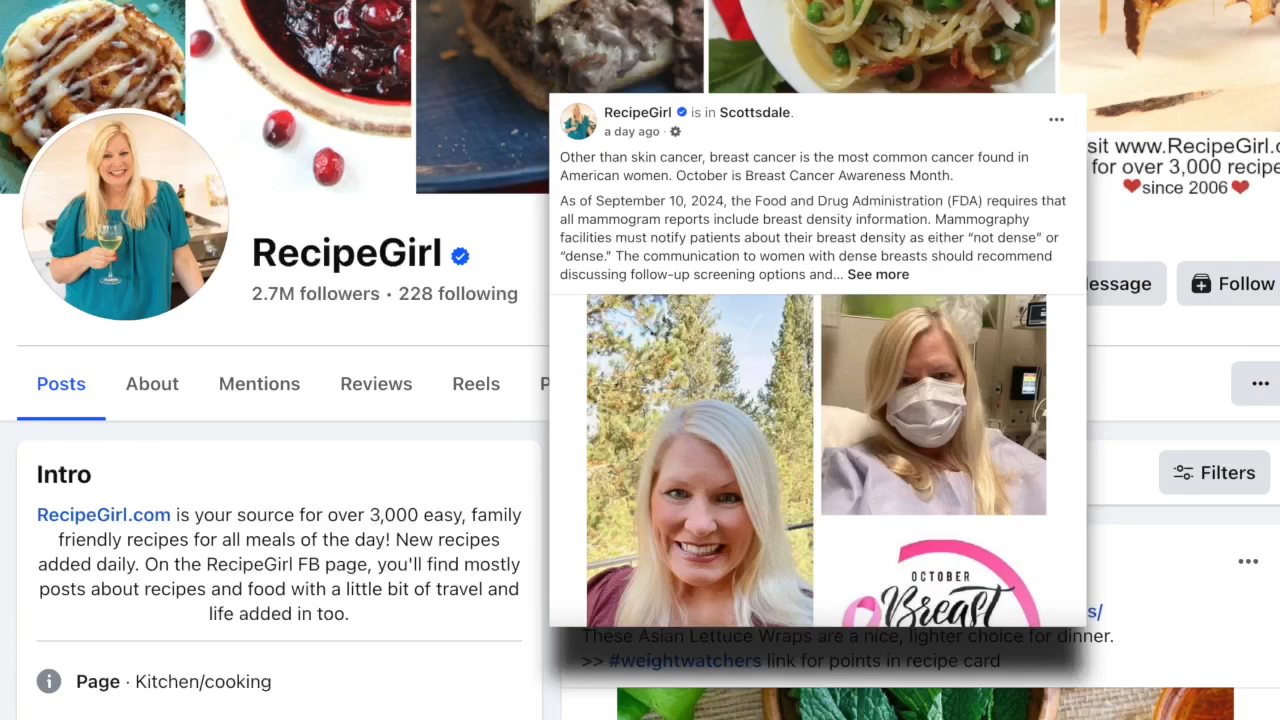 sit www.RecipeGirl.c
for over 3,000 recipe
since 2006
RecipeGirl
2.7M followers · 228 following
essage
Follow
Posts
About
Mentions
Reviews
Reels
P
Filters
Intro
RecipeGirl.com is your source for over 3,000 easy, family
friendly recipes for all meals of the day! New recipes
added daily. On the RecipeGirl FB page, you'll find mostly
posts about recipes and food with a little bit of travel and
life added in too.
Page · Kitchen/cooking
RecipeGirl is in Scottsdale.
a day ago ·
Other than skin cancer, breast cancer is the most common cancer found in
American women. October is Breast Cancer Awareness Month.
As of September 10, 2024, the Food and Drug Administration (FDA) requires that
all mammogram reports include breast density information. Mammography
facilities must notify patients about their breast density as either “not dense” or
“dense.” The communication to women with dense breasts should recommend
discussing follow-up screening options and... See more
OCTOBER
Breast
s/
These Asian Lettuce Wraps are a nice, lighter choice for dinner.
>> #weightwatchers link for points in recipe card